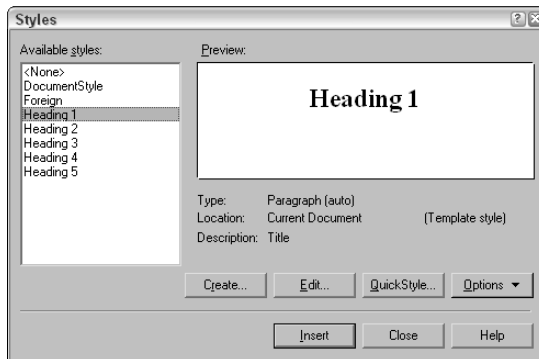 Styles
Available styles:
<None>
DocumentStyle
Foreign
Heading 1
Heading 2
Heading 3
Heading 4
Heading 5
Preview:
Heading 1
Type: Paragraph (auto)
Location: Current Document (Template style)
Description: Title
Create... Edit... QuickStyle... Options
Insert Close Help